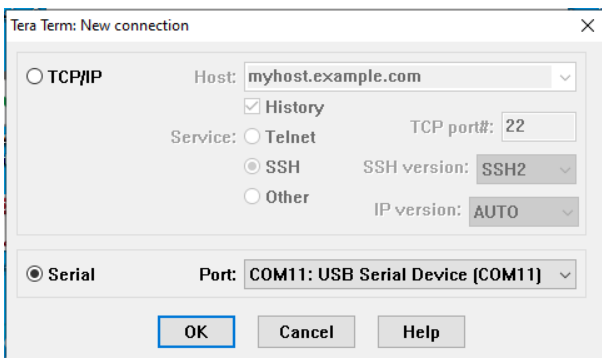 Tera Term: New connection
TCP/IP Host: myhost.example.com
History
Service: Telnet TCP port#: 22
SSH SSH version: SSH2
Other IP version: AUTO
Serial Port: COM11: USB Serial Device (COM11)
OK Cancel Help